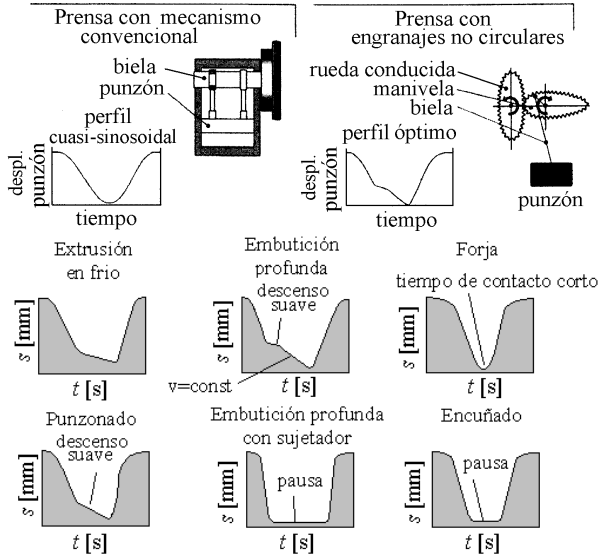 Prensa con mecanismo
convencional
biela
punzón
perfil
cuasi-sinosoidal
despl.
punzón
tiempo
Prensa con
engranajes no circulares
rueda conducida
manivela
biela
perfil óptimo
despl.
punzón
tiempo
punzón
Extrusión
en frio
s [mm]
t [s]
Embutición
profunda
descenso
suave
v=const
s [mm]
t [s]
Forja
tiempo de contacto corto
s [mm]
t [s]
Punzonado
descenso
suave
s [mm]
t [s]
Embutición profunda
con sujetador
pausa
s [mm]
t [s]
Encuñado
pausa
s [mm]
t [s]